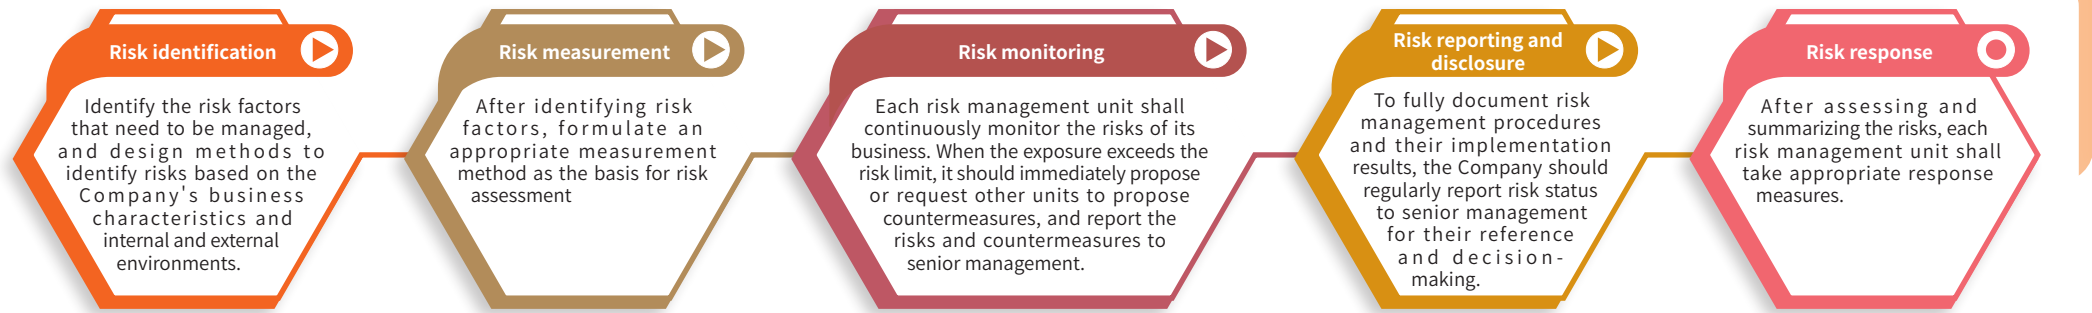 Risk identification
Identify the risk factors
that need to be managed,
and design methods to
identify risks based on the
Company's business
characteristics and
internal and external
environments.
Risk measurement
After identifying risk
factors, formulate an
appropriate measurement
method as the basis for risk
assessment
Risk monitoring
Each risk management unit shall
continuously monitor the risks of its
business. When the exposure exceeds the
risk limit, it should immediately propose
or request other units to propose
countermeasures, and report the
risks and countermeasures to
senior management.
Risk reporting and
disclosure
To fully document risk
management procedures
and their implementation
results, the Company should
regularly report risk status
to senior management
for their reference
and decision-
making.
Risk response
After assessing and
summarizing the risks, each
risk management unit shall
take appropriate response
measures.